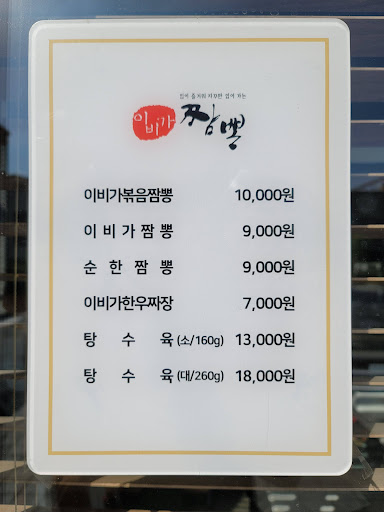 이비가 짬뽕
이비가볶음짬뽕 10,000원
이비가짬뽕 9,000원
순한짬뽕 9,000원
이비가한우짜장 7,000원
탕수육(소/160g) 13,000원
탕수육(대/260g) 18,000원